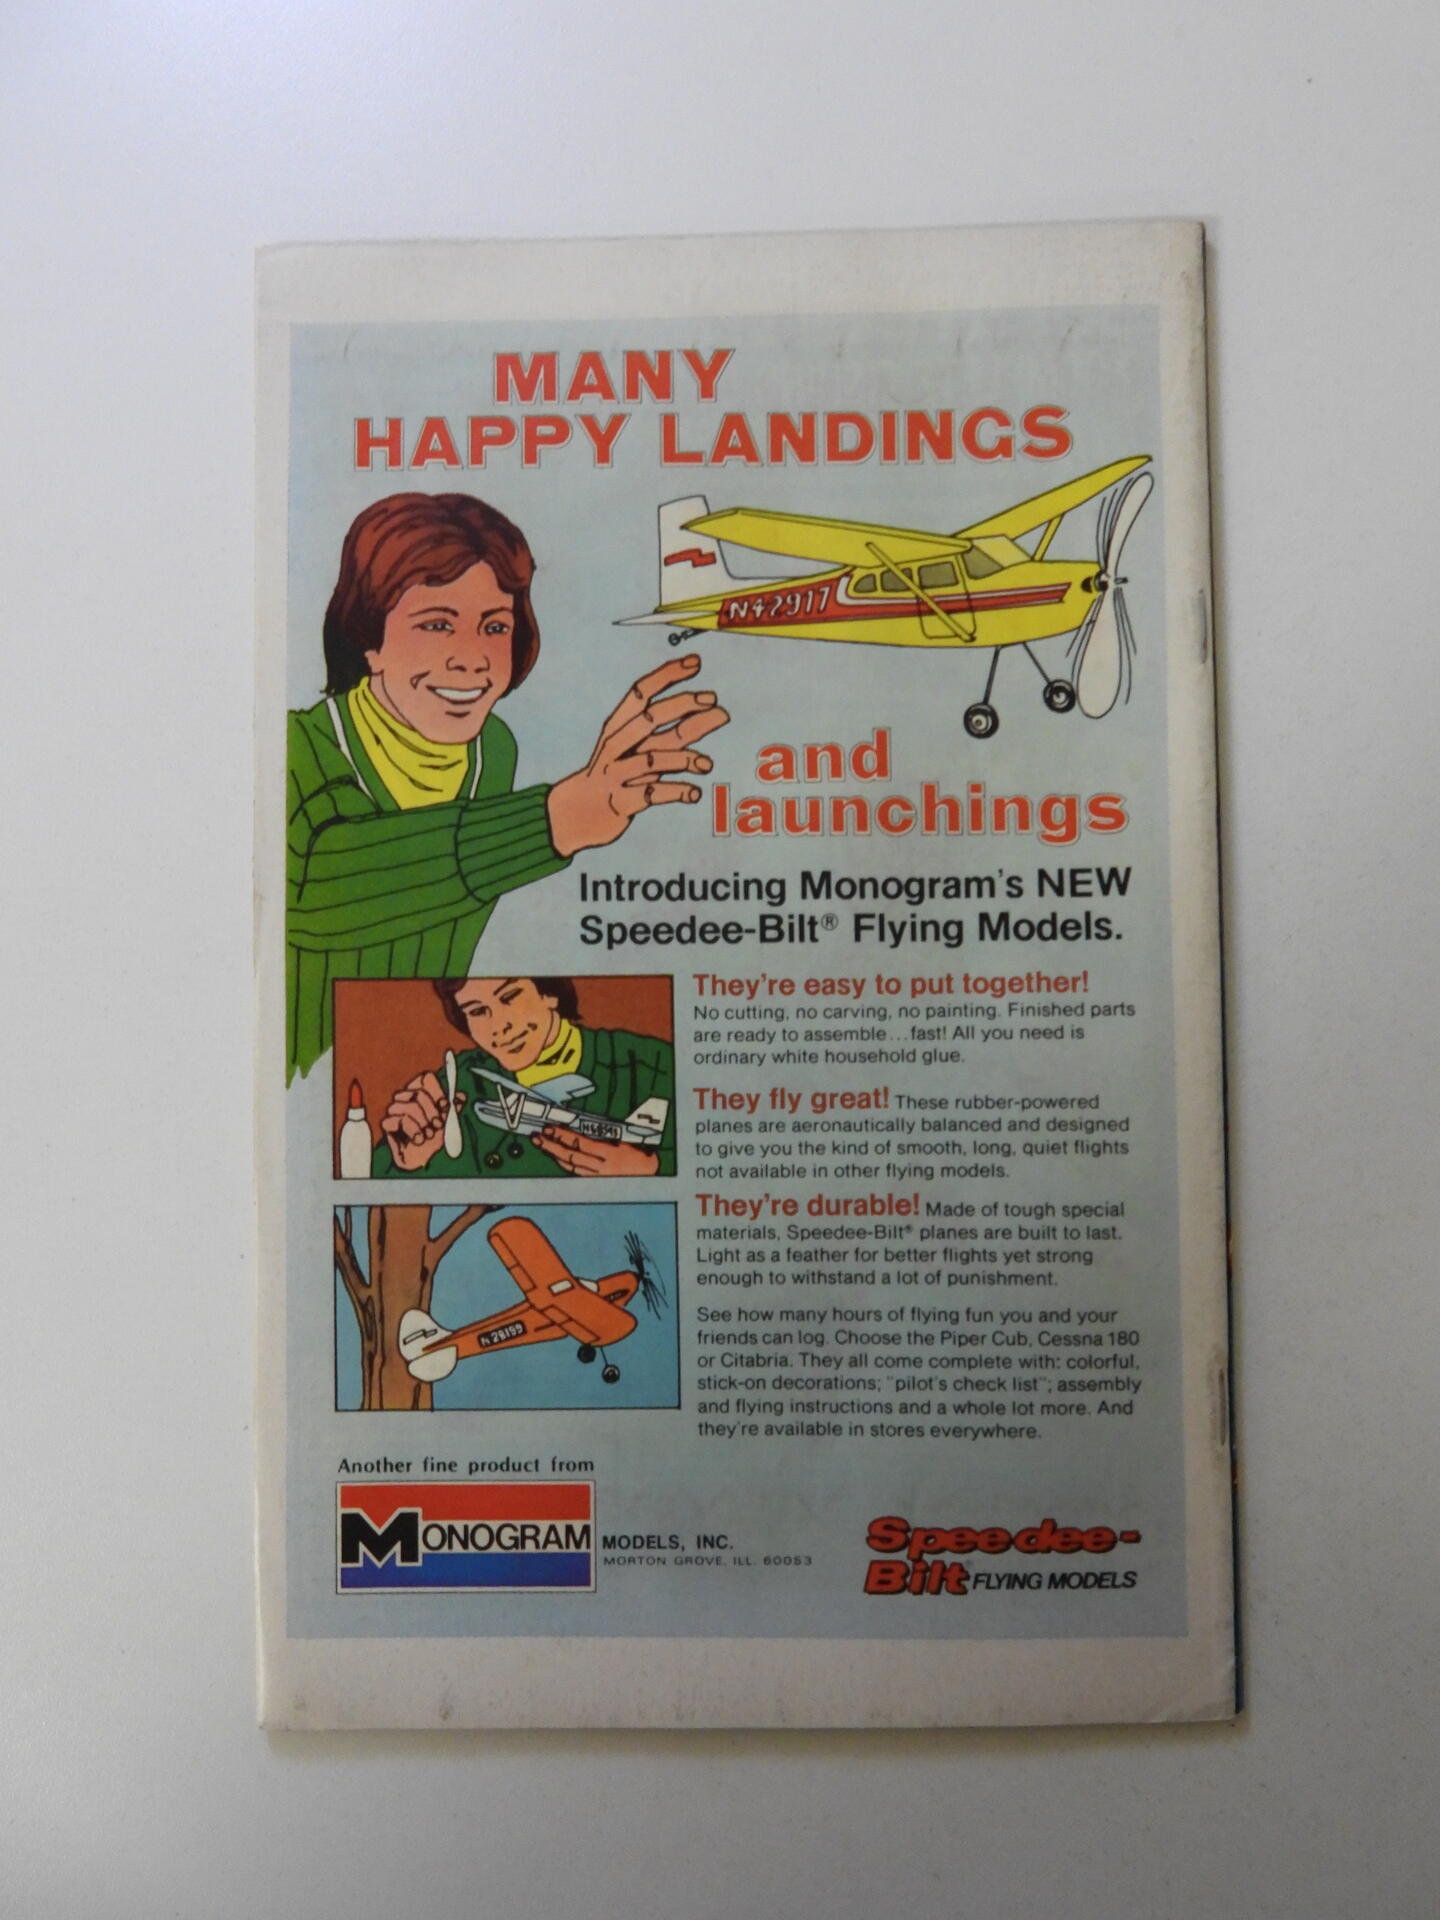 MANY
HAPPY LANDINGS
N42917
and
launchings
Introducing Monogram's NEW
Speedee-Bilt® Flying Models.
They're easy to put together!
No cutting, no carving, no painting. Finished parts
are ready to assemble...fast! All you need is
ordinary white household glue.
They fly great! These rubber-powered
planes are aeronautically balanced and designed
to give you the kind of smooth, long, quiet flights
not available in other flying models.
They're durable! Made of tough special
materials, Speedee-Bilt® planes are built to last.
Light as a feather for better flights yet strong
enough to withstand a lot of punishment.
N28199
See how many hours of flying fun you and your
friends can log. Choose the Piper Cub, Cessna 180
or Citabria. They all come complete with: colorful,
stick-on decorations; "pilot's check list"; assembly
and flying instructions and a whole lot more. And
they're available in stores everywhere.
Another fine product from
MONOGRAM MODELS, INC.
MORTON GROVE, ILL. 60053
Speedee-
Bilt® FLYING MODELS